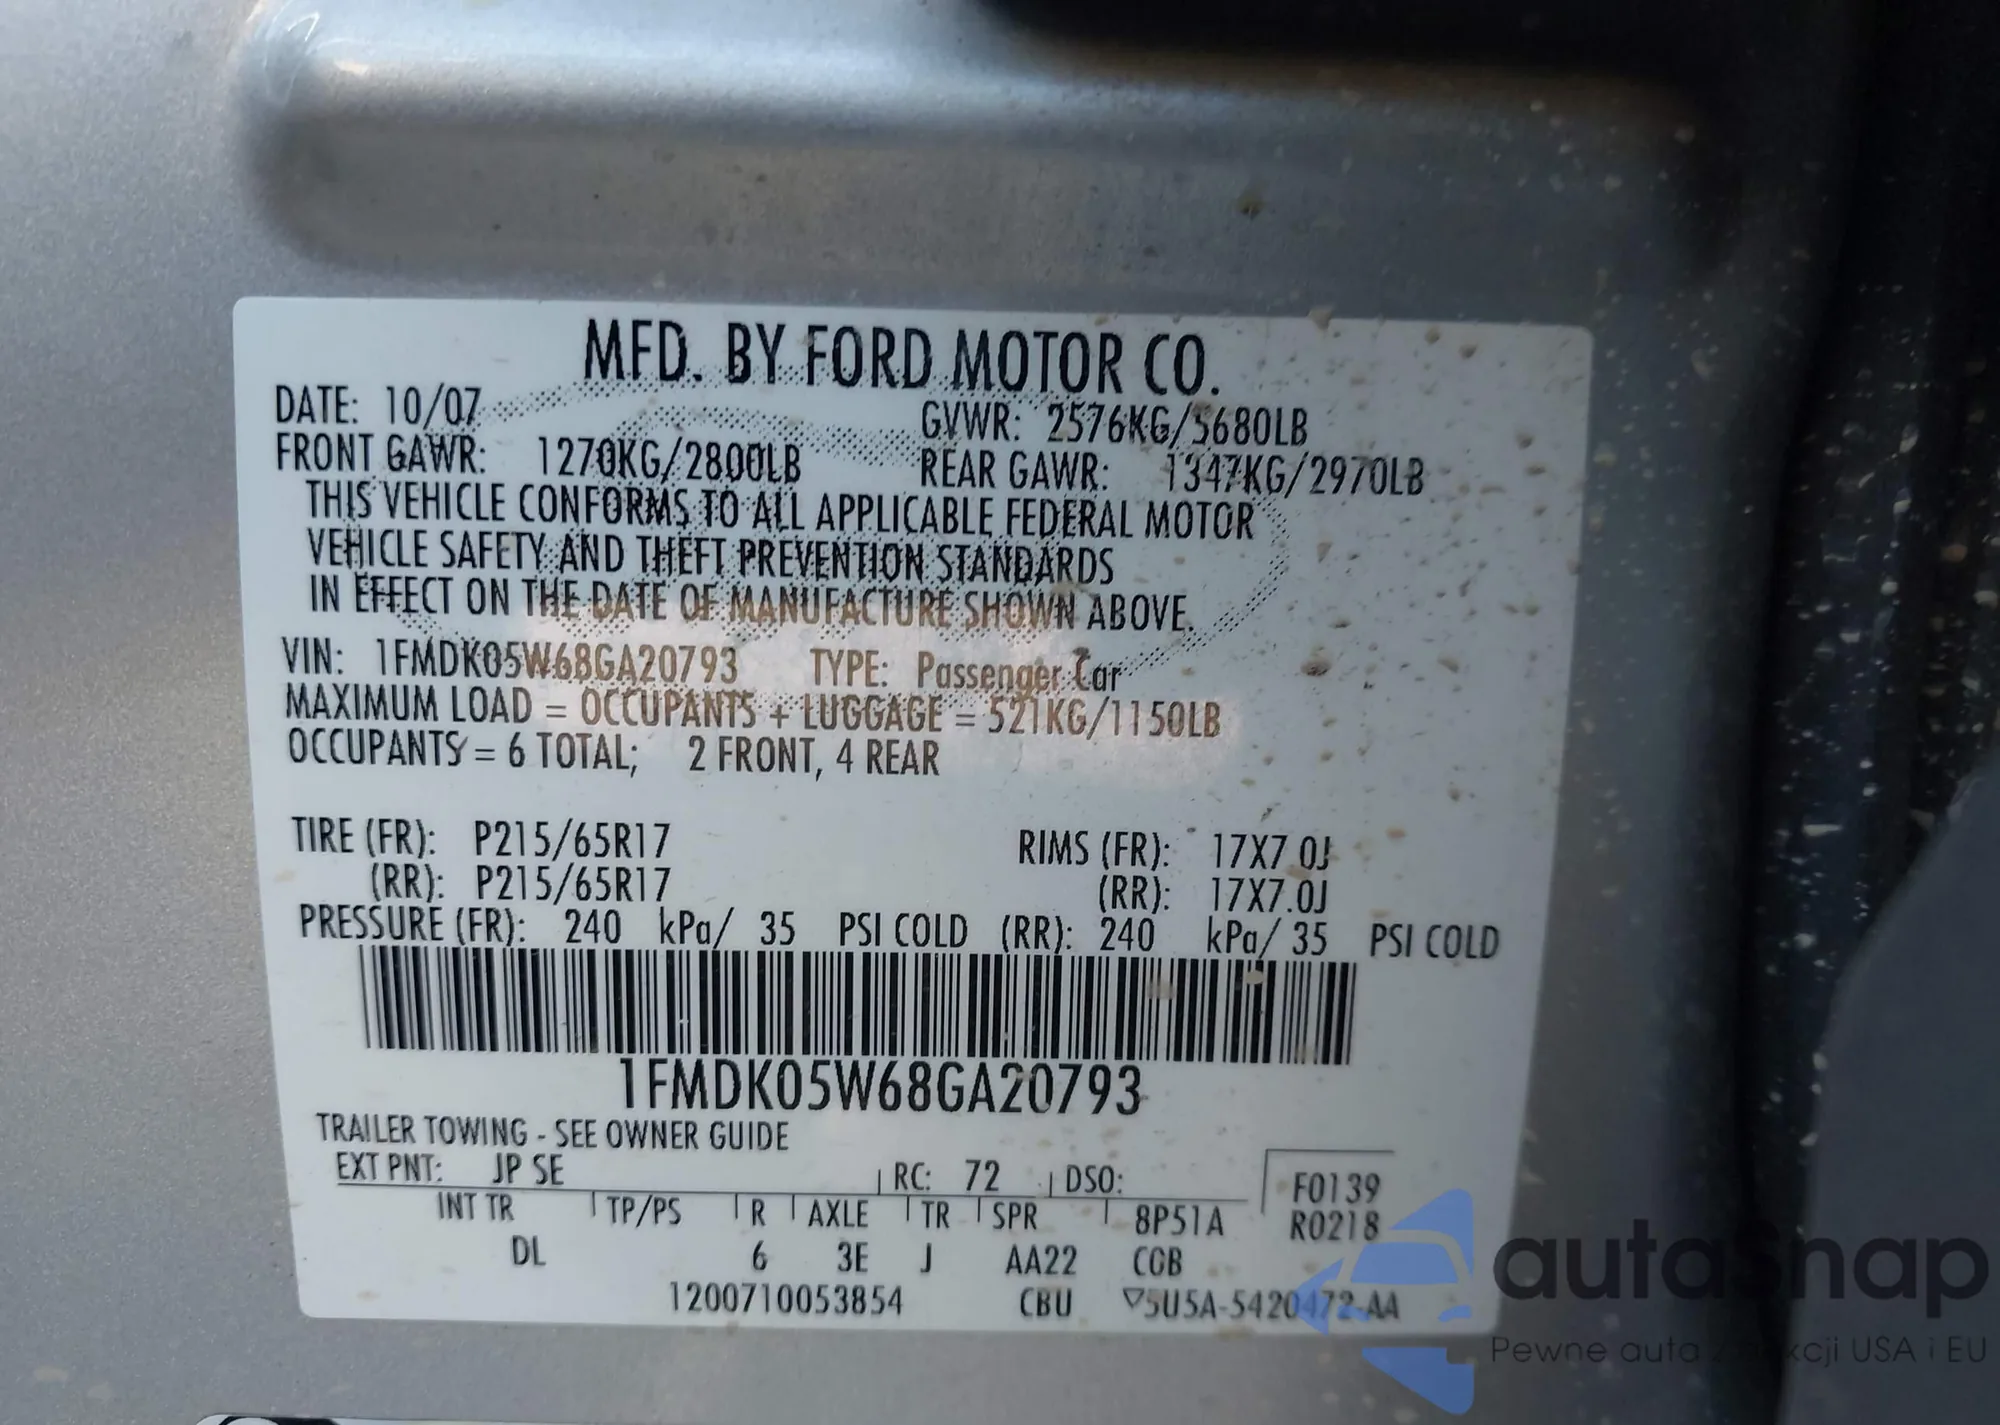 MFD. BY FORD MOTOR CO.
DATE: 10/07 GVWR: 2576KG/5680LB
FRONT GAWR: 1270KG/2800LB REAR GAWR: 1347KG/2970LB
THIS VEHICLE CONFORMS TO ALL APPLICABLE FEDERAL MOTOR
VEHICLE SAFETY AND THEFT PREVENTION STANDARDS
IN EFFECT ON THE DATE OF MANUFACTURE SHOWN ABOVE.
VIN: 1FMDK05W68GA20793 TYPE: Passenger Car
MAXIMUM LOAD = OCCUPANTS + LUGGAGE = 521KG/1150LB
OCCUPANTS = 6 TOTAL; 2 FRONT, 4 REAR
TIRE (FR): P215/65R17 RIMS (FR): 17X7.0J
(RR): P215/65R17 (RR): 17X7.0J
PRESSURE (FR): 240 kPa/ 35 PSI COLD (RR): 240 kPa/ 35 PSI COLD
1FMDK05W68GA20793
TRAILER TOWING - SEE OWNER GUIDE
EXT PNT: JP SE RC: 72 DSO: F0139
INT TR TP/PS R AXLE TR SPR 8P51A R0218
DL 6 3E J AA22 CGB
1200710053854 CBU ▽5U5A-5420472-AA
autosnap
Pewne auta z aukcji USA i EU